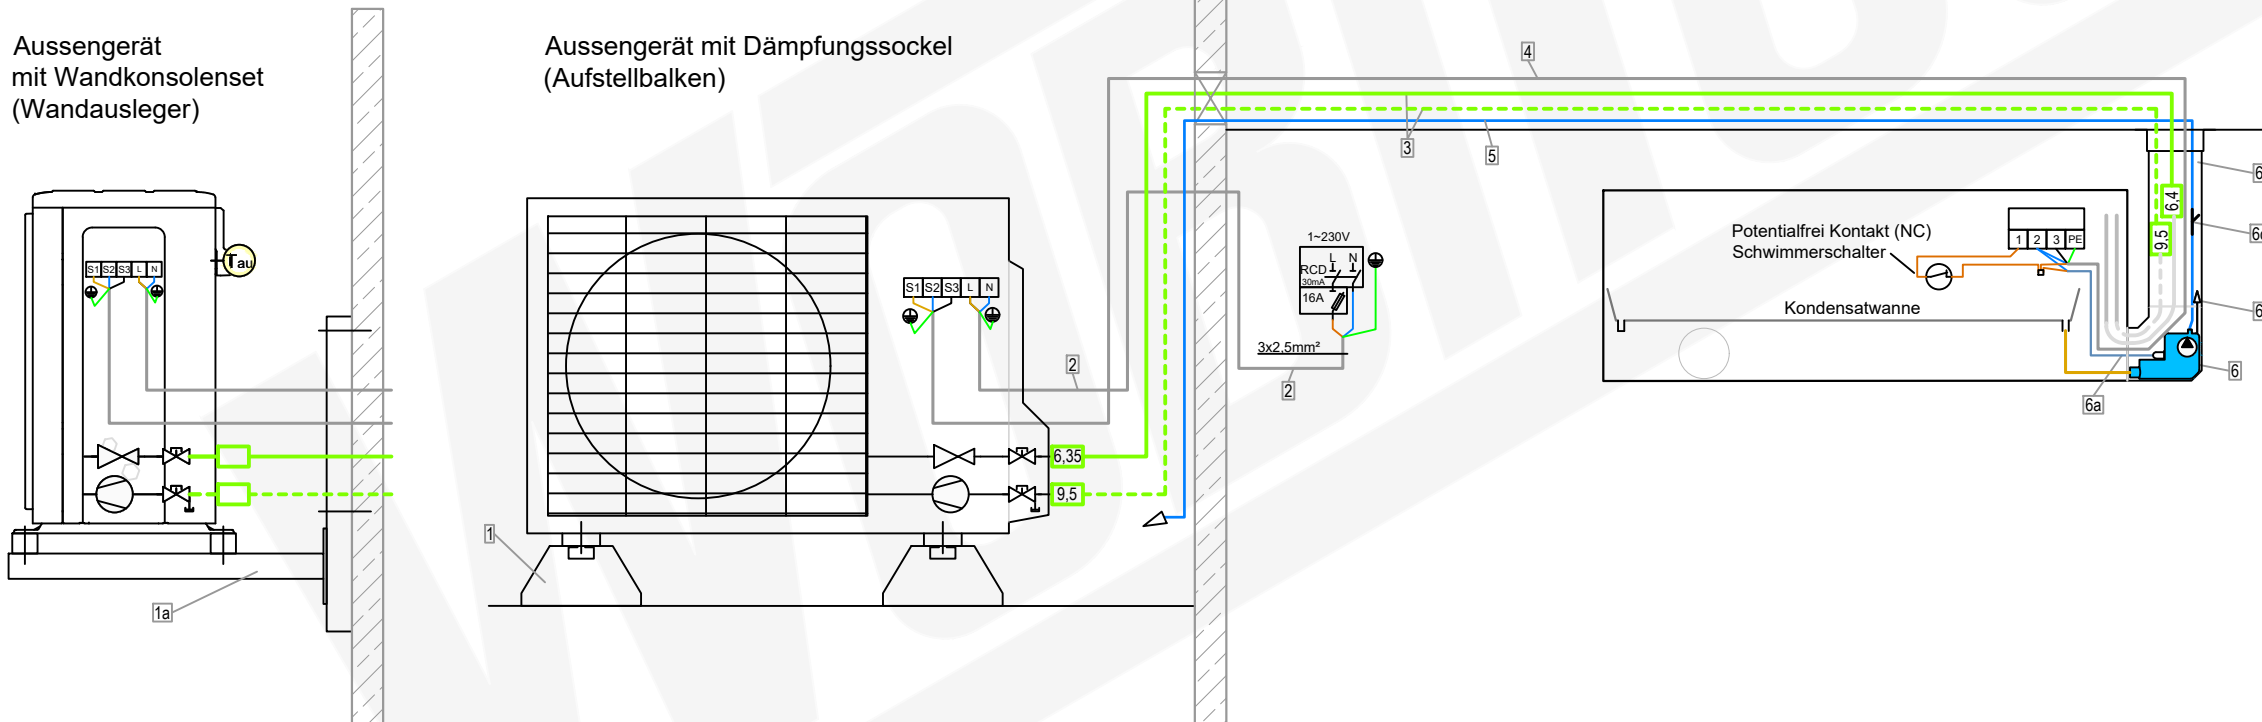 Aussengerät
mit Wandkonsolenset
(Wandausleger)
Aussengerät mit Dämpfungssockel
(Aufstellbalken)
4
3
5
6
6,4
9.5
Potentialfrei Kontakt (NC)
Schwimmerschalter
1 2 3 PE
Kondensatwanne
6
6a
1~230V
L N
RCD
30mA
16A
3x2,5mm²
2
2
S1 S2 S3 L N
6,35
9,5
1
Tau
S1 S2 S3 L N
1a